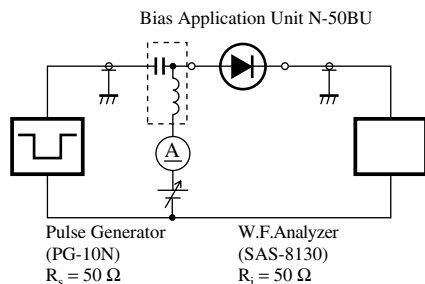 Bias Application Unit N-50BU
A
Pulse Generator
(PG-10N)
Rs = 50 Ω
W.F.Analyzer
(SAS-8130)
Ri = 50 Ω